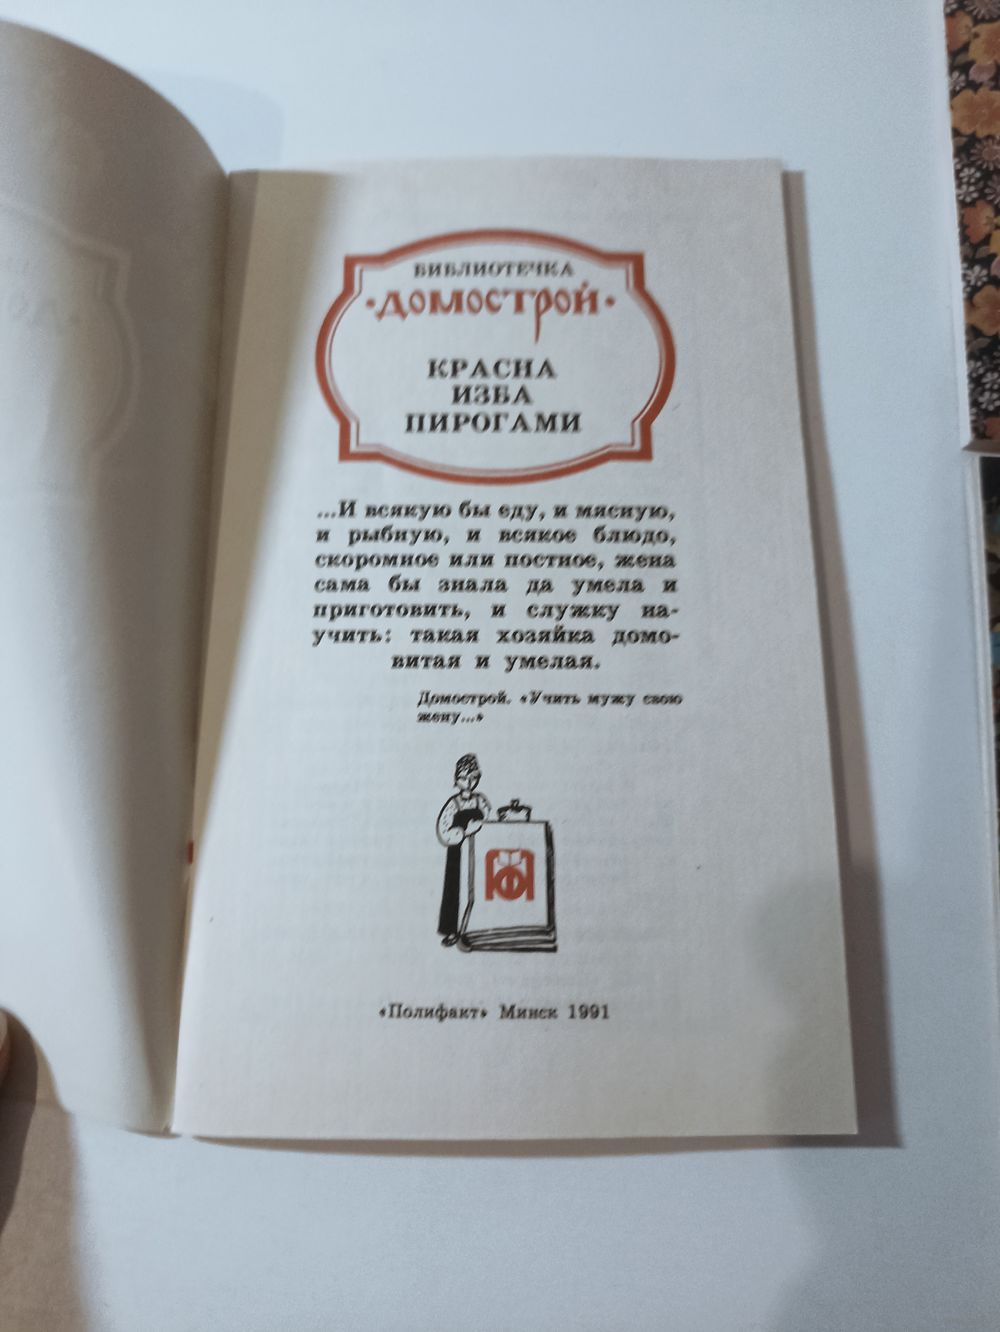 БИБЛИОТЕЧКА
•ДОМОСТРОЙ•
КРАСНА
ИЗБА
ПИРОГАМИ
...И всякую бы еду, и мясную,
и рыбную, и всякое блюдо,
скоромное или постное, жена
сама бы знала да умела и
приготовить, и служку на-
учить: такая хозяйка домо-
витая и умелая.
Домострой. «Учить мужу свою
жену...»
«Полифакт» Минск 1991